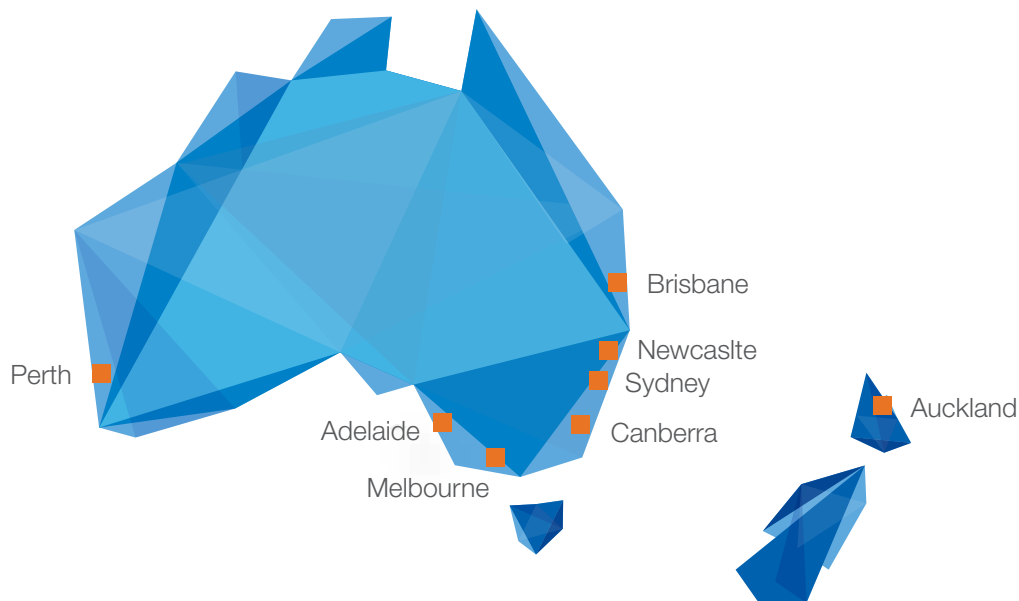 Brisbane
Newcaslte
Perth
Sydney
Auckland
Adelaide
Canberra
Melbourne